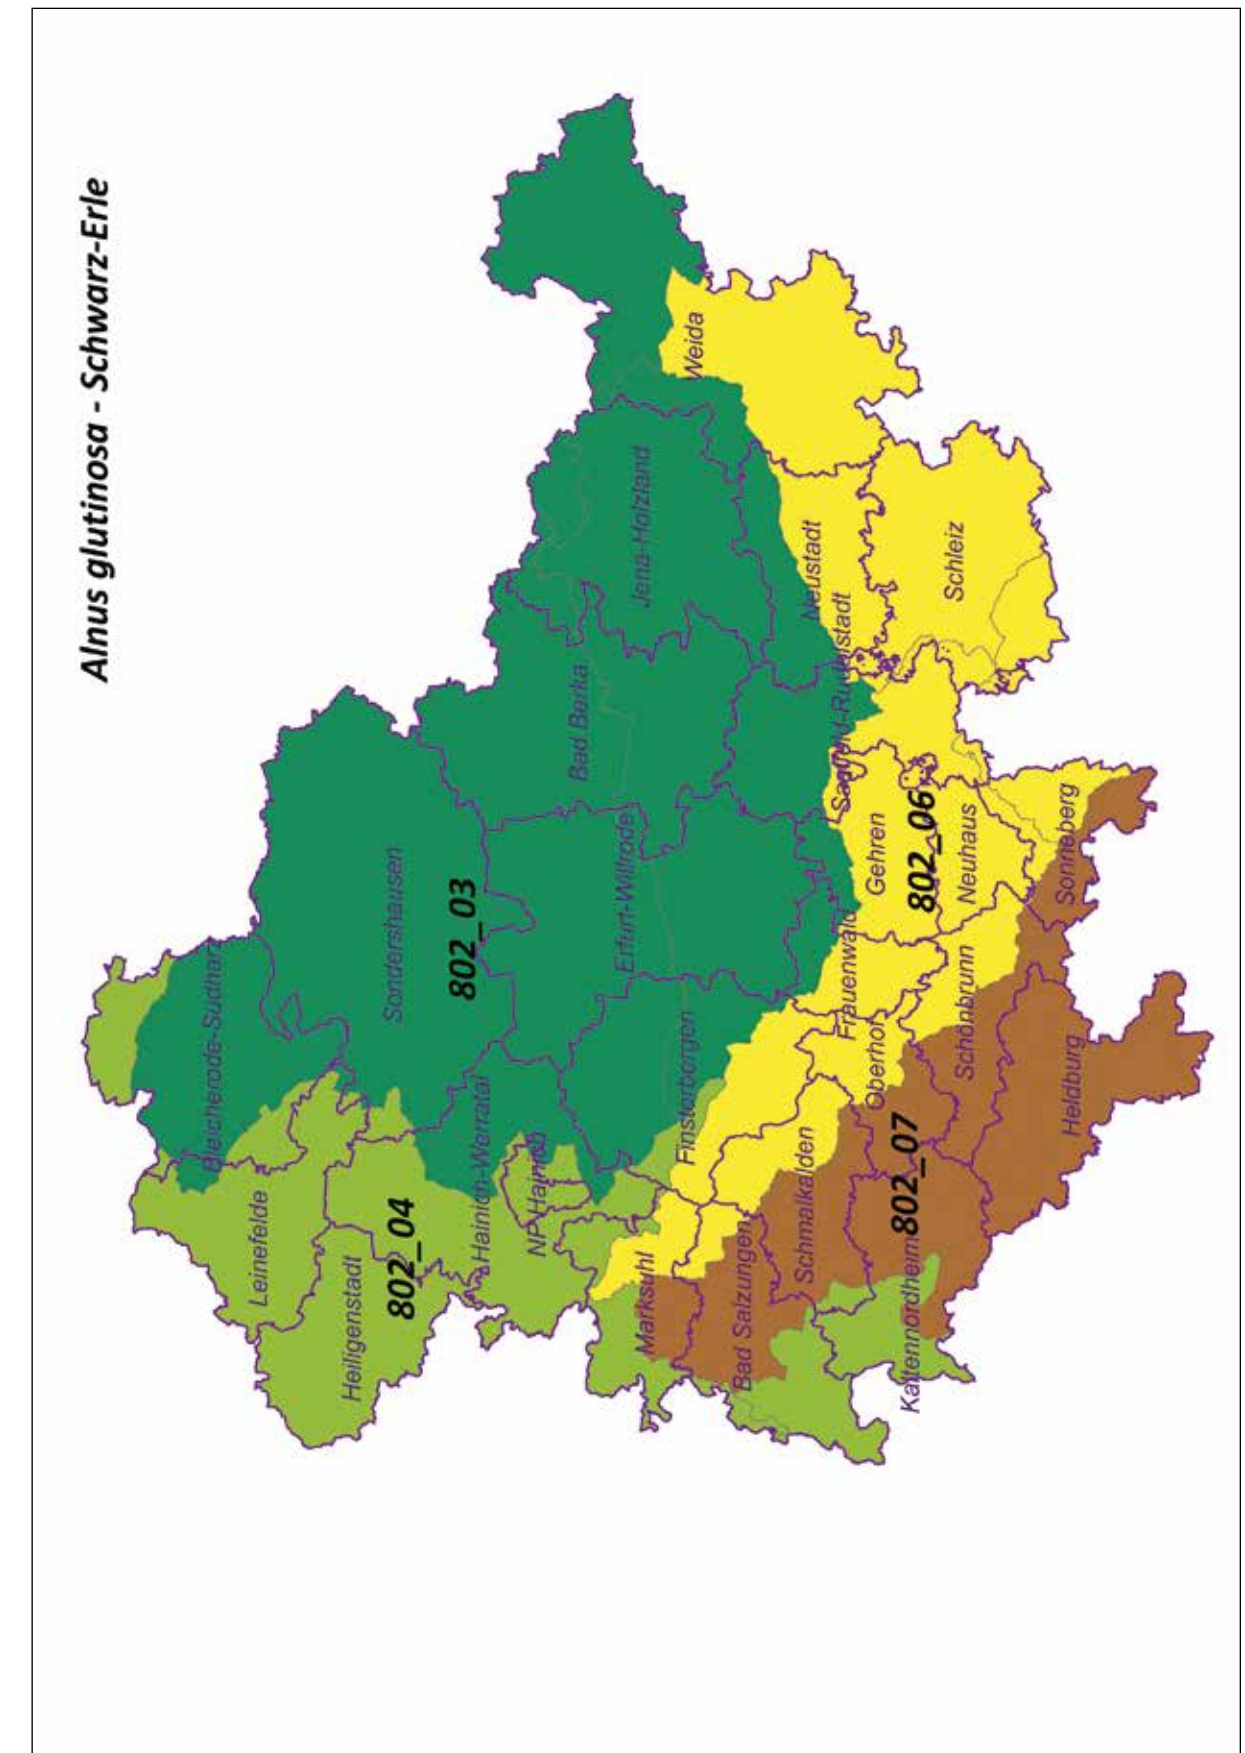 Alnus glutinosa - Schwarz-Erle
Bleicherode-Südharz
Leinefelde
Heiligenstadt
Sondershausen
802_04
802_03
Hainich-Werratal
NP Hainich
Bad Berka
Erfurt-Willrode
Jena-Holzland
Weida
Marksuhl
Finsterbergen
Bad Salzungen
Schmalkalden
Neustadt
Saalfeld-Rudolstadt
Frauenwald
Oberhof
Gehren
Kaltennordheim
802_07
802_06
Schleiz
Schönbrunn
Neuhaus
Heldburg
Sonneberg